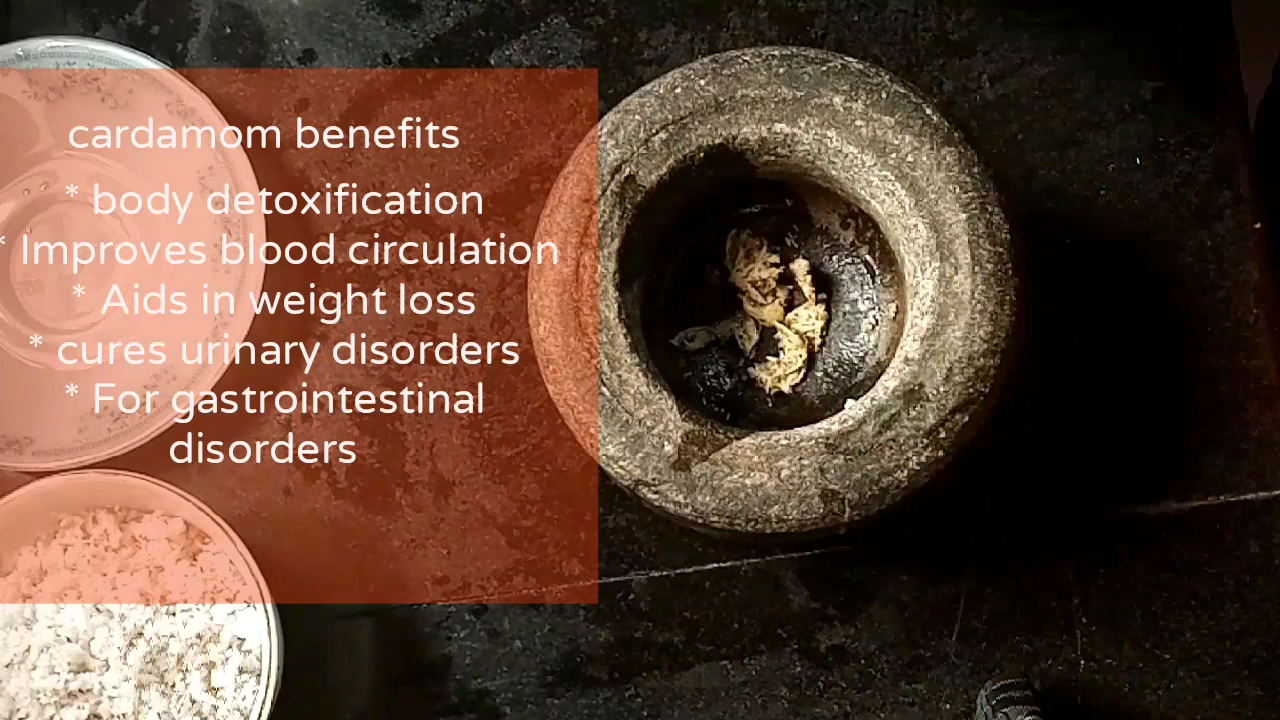 cardamom benefits
* body detoxification
* Improves blood circulation
* Aids in weight loss
* cures urinary disorders
* For gastrointestinal
disorders